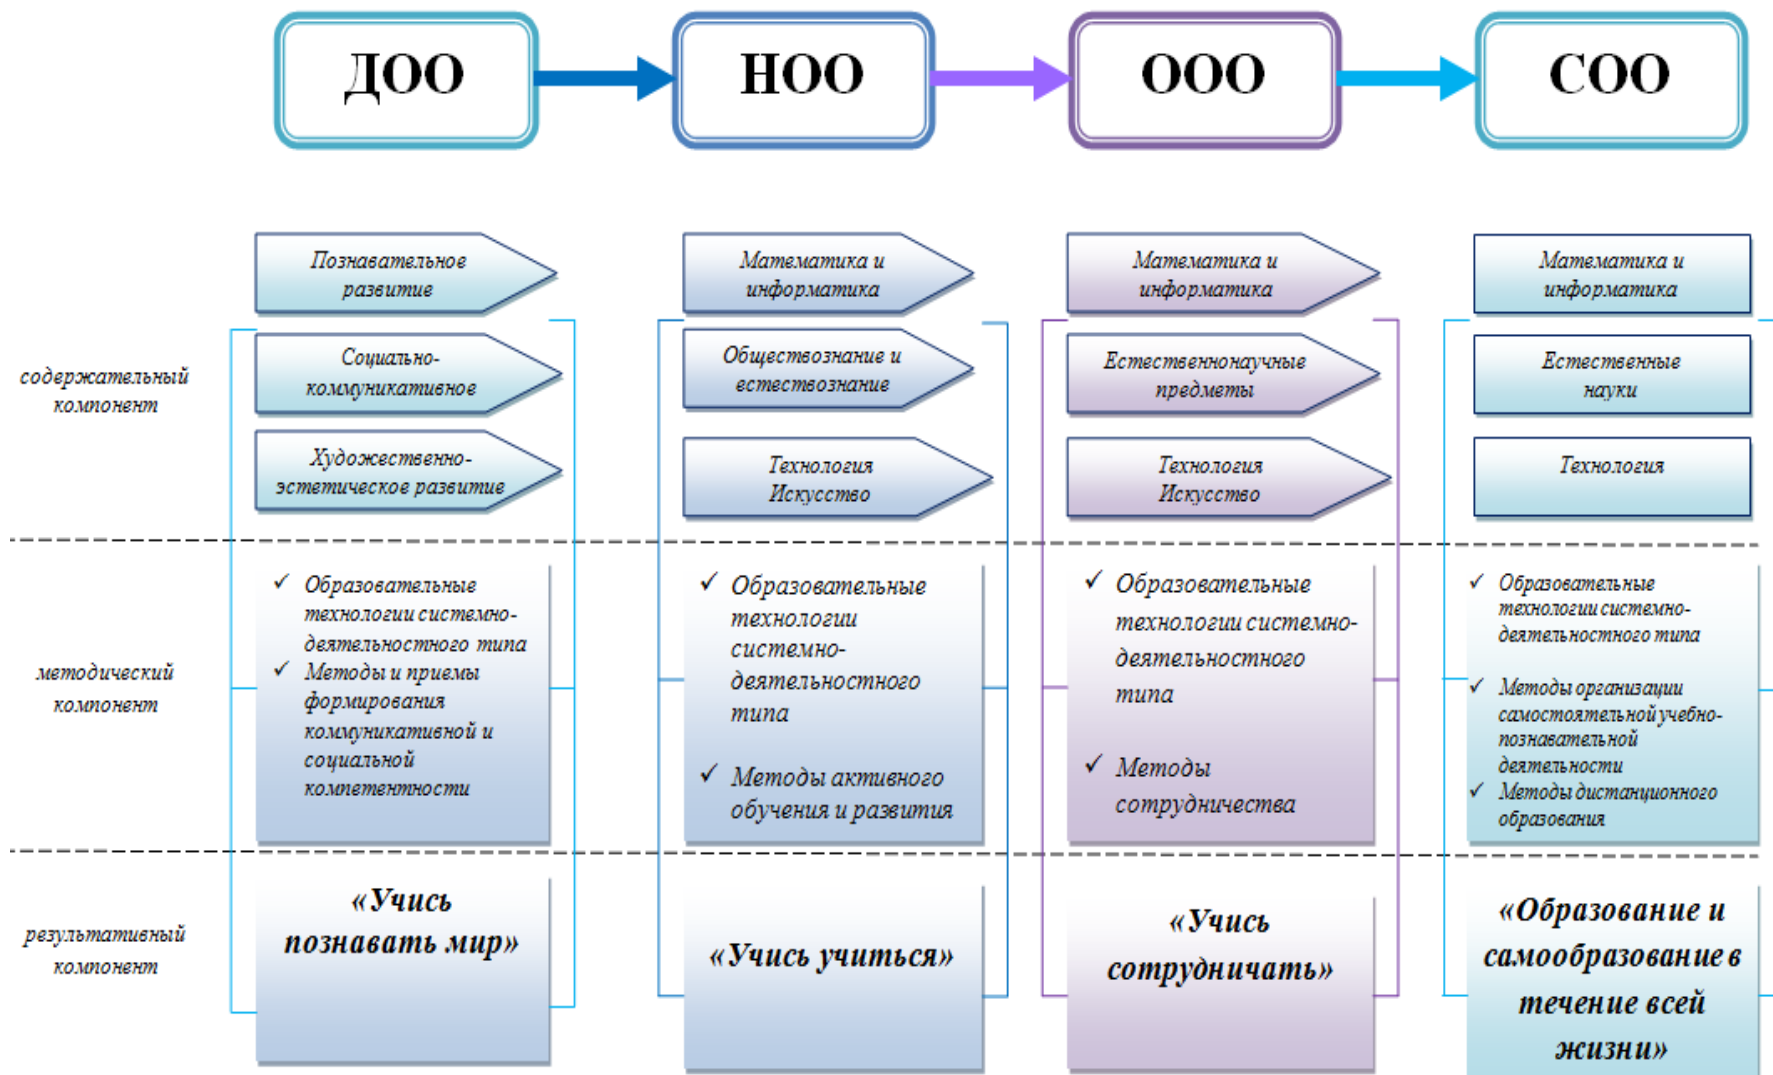 ДОО
НОО
ООО
СОО
содержательный
компонент
Познавательное
развитие
Математика и
информатика
Математика и
информатика
Математика и
информатика
Социально-
коммуникативное
Обществознание и
естествознание
Естественнонаучные
предметы
Естественные
науки
Художественно-
эстетическое развитие
Технология
Искусство
Технология
Искусство
Технология
методический
компонент
✓ Образовательные
технологии системно-
деятельностного типа
✓ Методы и приемы
формирования
коммуникативной и
социальной
компетентности
✓ Образовательные
технологии
системно-
деятельностного
типа
✓ Методы активного
обучения и развития
✓ Образовательные
технологии системно-
деятельностного
типа
✓ Методы
сотрудничества
✓ Образовательные
технологии системно-
деятельностного типа
✓ Методы организации
самостоятельной учебно-
познавательной
деятельности
✓ Методы дистанционного
образования
результативный
компонент
«Учись
познавать мир»
«Учись учиться»
«Учись
сотрудничать»
«Образование и
самообразование в
течение всей
жизни»